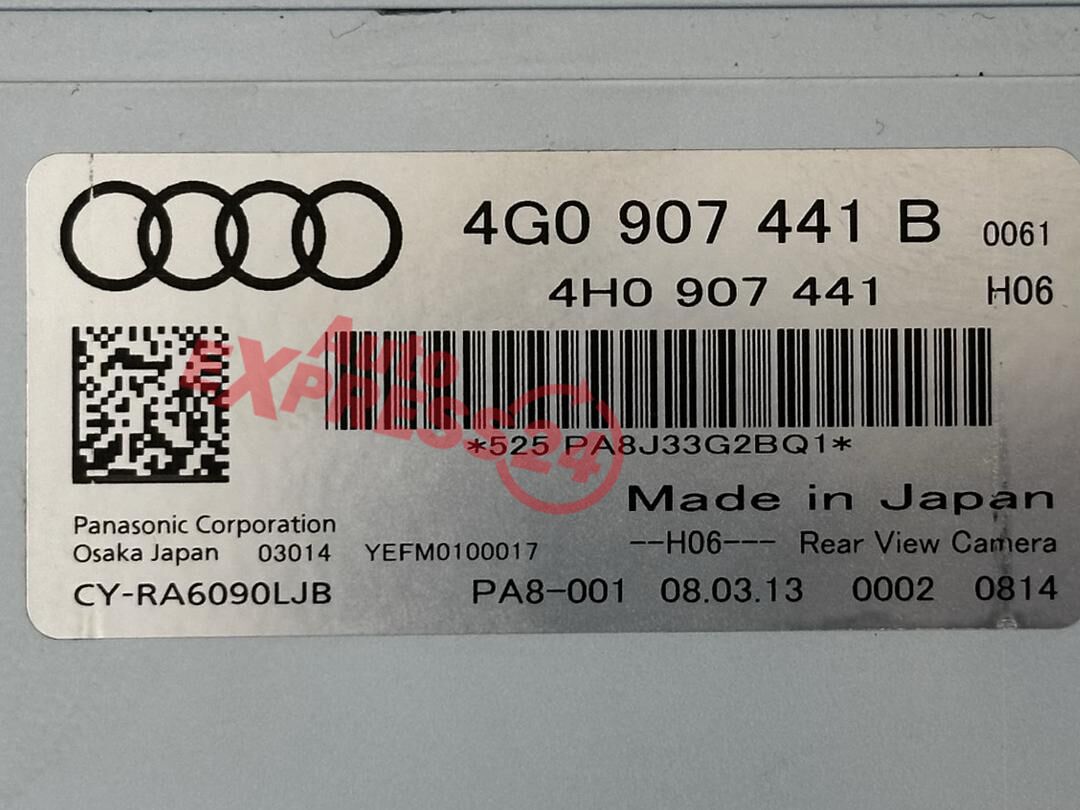 4G0 907 441 B 0061
4H0 907 441 H06
Auto
EXPRESS24
*525 PA8J33G2BQ1*
Made in Japan
Panasonic Corporation
Osaka Japan 03014 YEFM0100017 --H06--- Rear View Camera
CY-RA6090LJB PA8-001 08.03.13 0002 0814